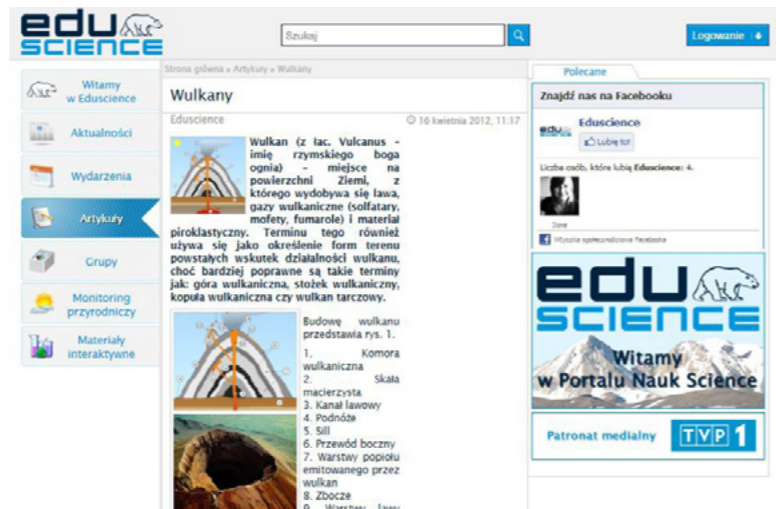 edu
SCIENCE
Szukaj
Logowanie
Strona główna » Artykuły » Wulkany
Polecane
Witamy
w Eduscience
Aktualności
Wydarzenia
Artykuły
Grupy
Monitoring
przyrodniczy
Materiały
interaktywne
Wulkany
Eduscience
16 kwietnia 2012, 11:17
Wulkan (z łac. Vulcanus –
imię rzymskiego boga
ognia) – miejsce na
powierzchni Ziemi, z
którego wydobywa się lawa,
gazy wulkaniczne (solfatary,
mofety, fumarole) i materiał
piroklastyczny. Terminu tego również
używa się jako określenie form terenu
powstałych wskutek działalności wulkanu,
choć bardziej poprawne są takie terminy
jak: góra wulkaniczna, stożek wulkaniczny,
kopuła wulkaniczna czy wulkan tarczowy.
Budowę wulkanu
przedstawia rys. 1.
1. Komora
wulkaniczna
2. Skała
macierzysta
3. Kanał lawowy
4. Podnóże
5. Sill
6. Przewód boczny
7. Warstwy popiołu
emitowanego przez
wulkan
8. Zbocze
9. Warstwy lawy
Znajdź nas na Facebooku
edu
Eduscience
Lubię to!
Liczba osób, które lubią Eduscience: 4.
Jane
Wtyczka społecznościowa Facebooka
edu
SCIENCE
Witamy
w Portalu Nauk Science
Patronat medialny
TVP 1